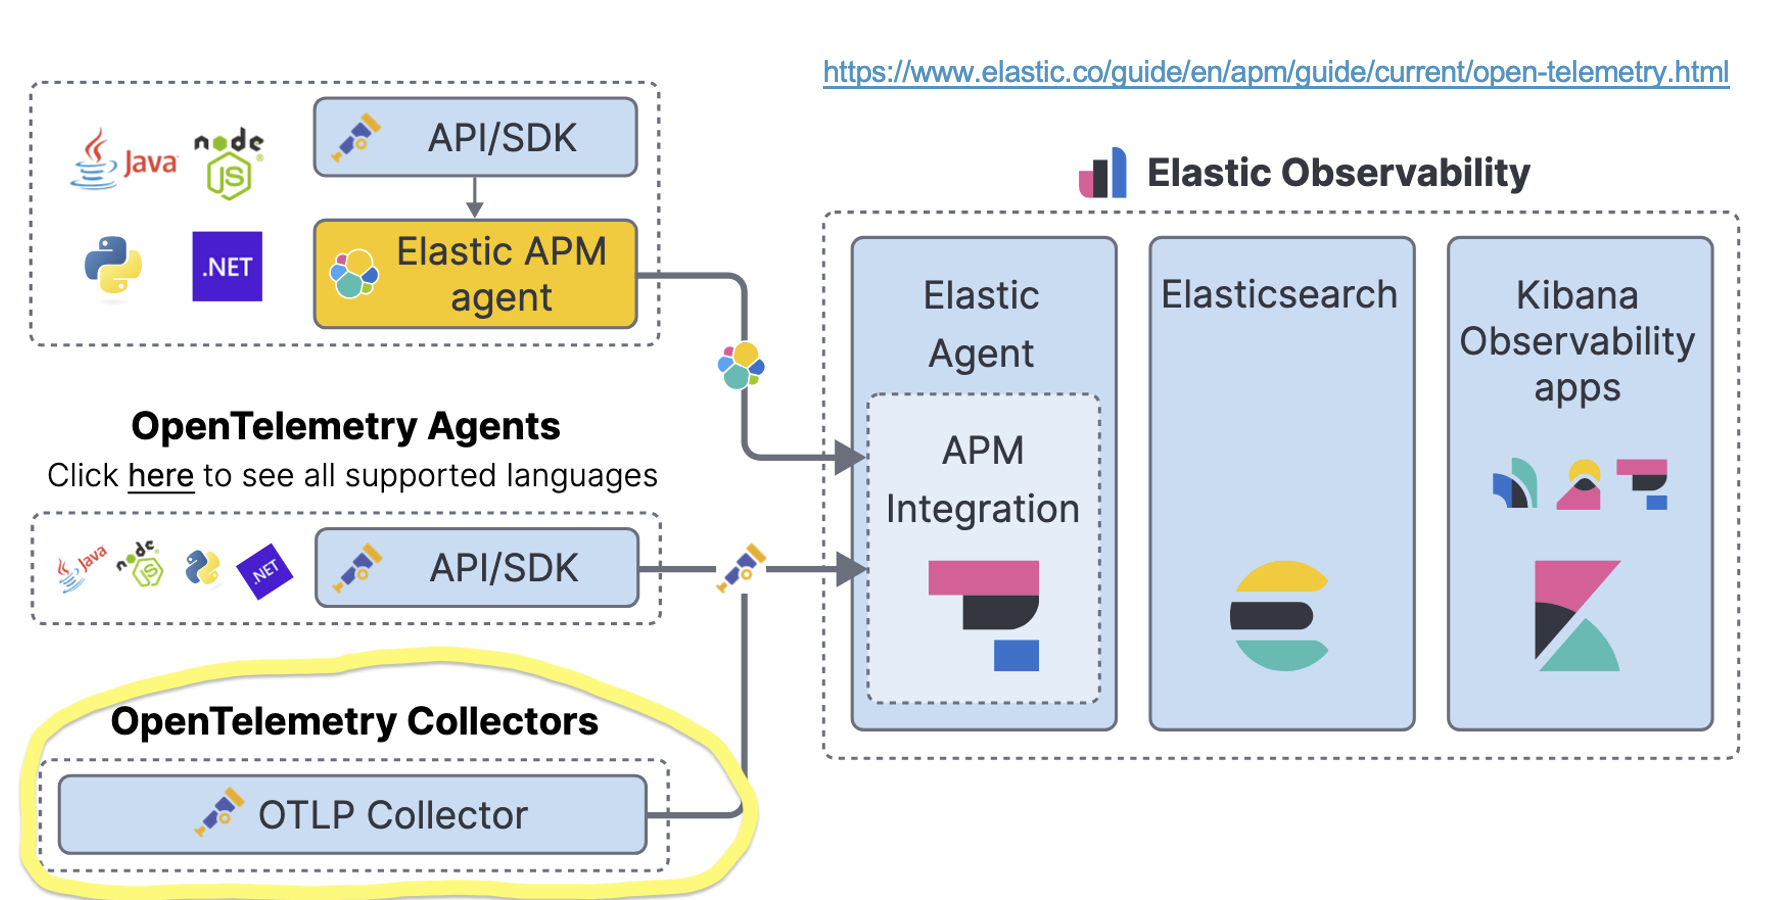 https://www.elastic.co/guide/en/apm/guide/current/open-telemetry.html
Java
node
JS
.NET
API/SDK
Elastic APM
agent
OpenTelemetry Agents
Click here to see all supported languages
Java
node
JS
.NET
API/SDK
OpenTelemetry Collectors
OTLP Collector
Elastic Observability
Elastic
Agent
APM
Integration
Elasticsearch
Kibana
Observability
apps